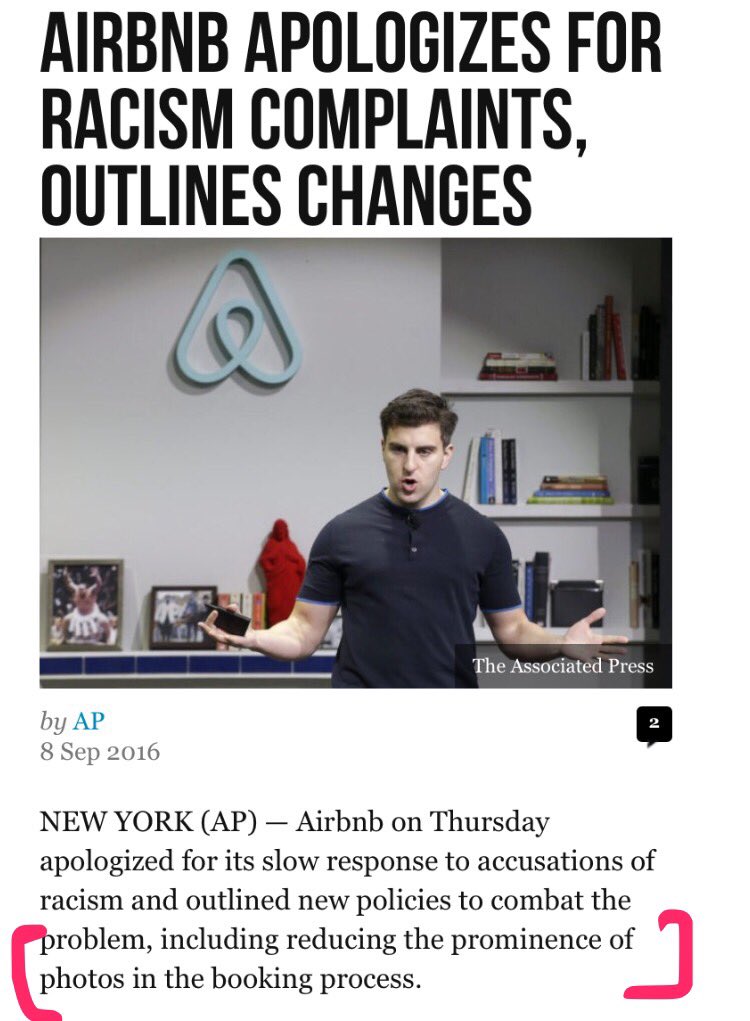 AIRBNB APOLOGIZES FOR
RACISM COMPLAINTS,
OUTLINES CHANGES
The Associated Press
by AP
2
8 Sep 2016
NEW YORK (AP) — Airbnb on Thursday
apologized for its slow response to accusations of
racism and outlined new policies to combat the
problem, including reducing the prominence of
photos in the booking process.